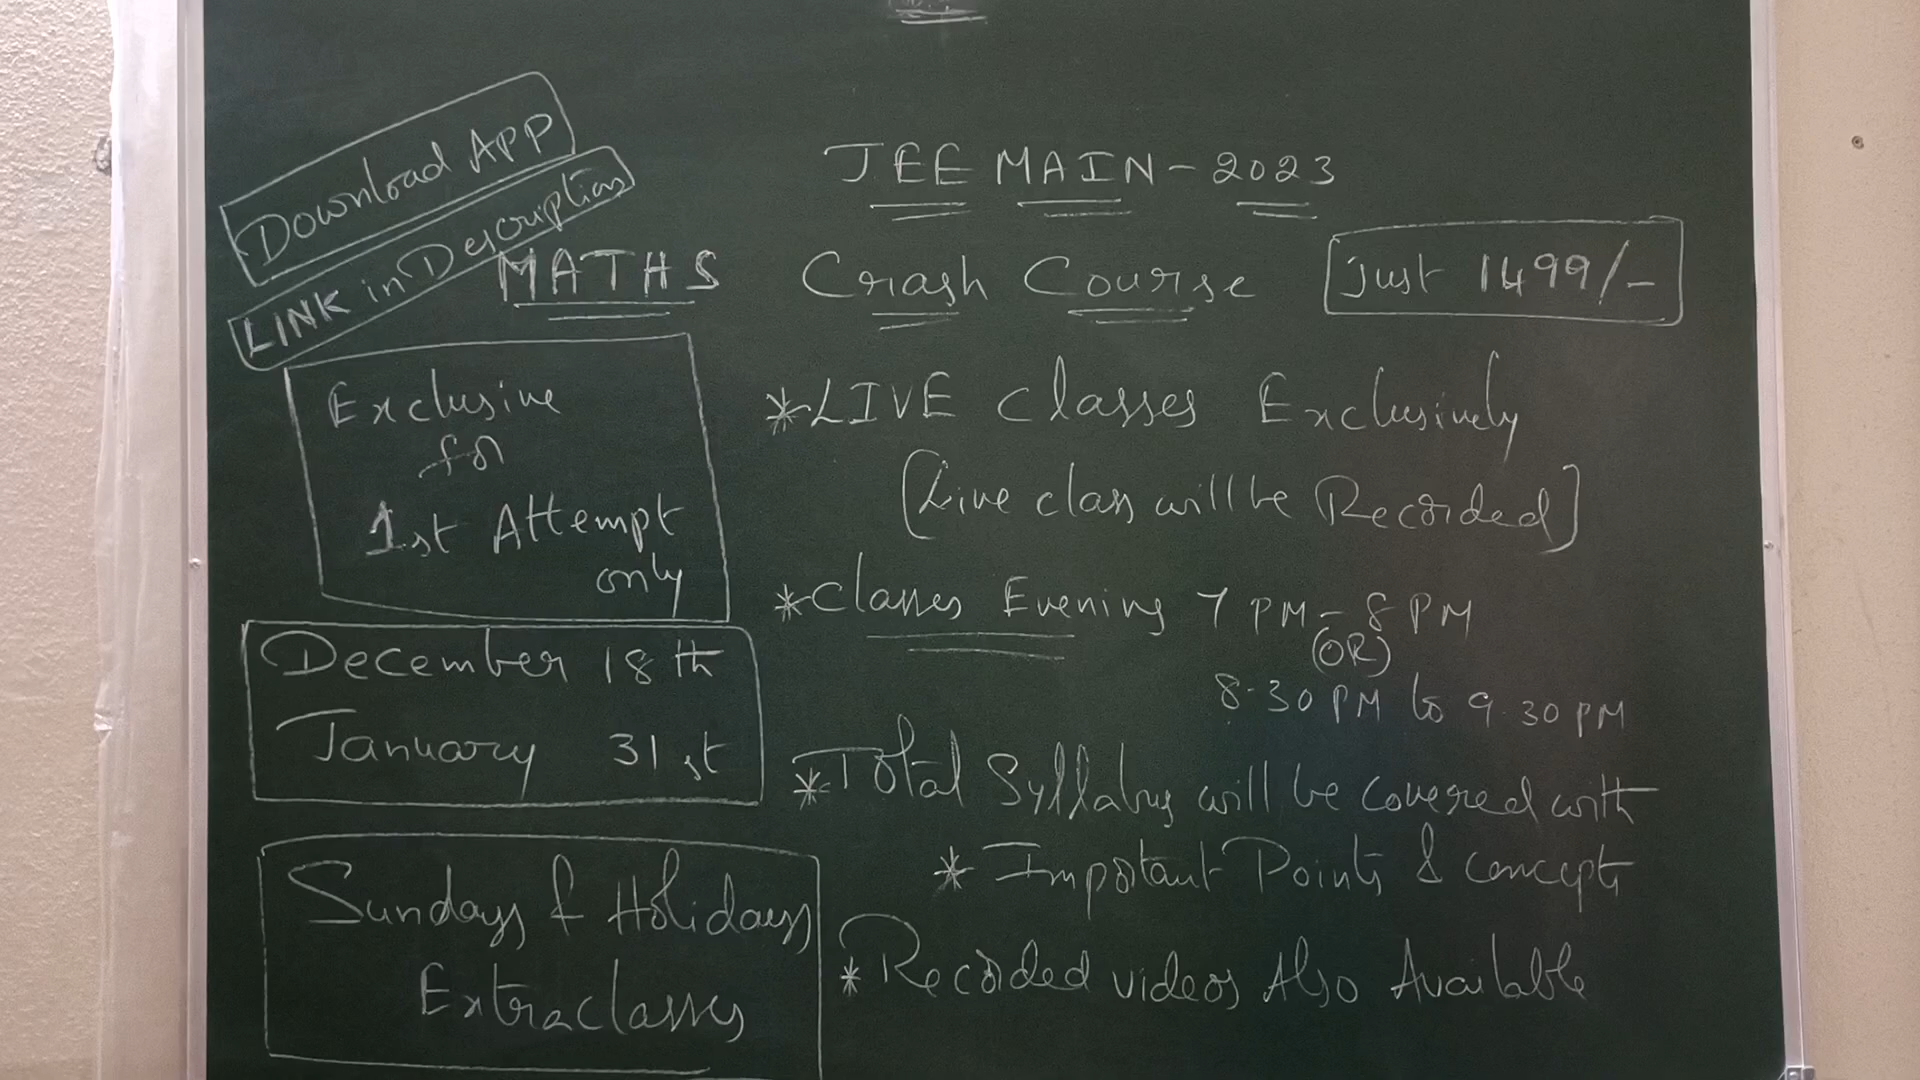 Download App
LINK in Description
JEE MAIN - 2023
MATHS Crash Course
just 1499/-
Exclusive
for
1st Attempt
only
December 18th
January 31st
Sundays & Holidays
Extraclasses
*LIVE classes Exclusively
[Live class will be Recorded]
*Classes Evening 7 PM - 8 PM
(OR)
8.30 PM to 9.30 PM
*Total Syllabus will be covered with
* Important Points & concepts
* Recorded videos Also Available